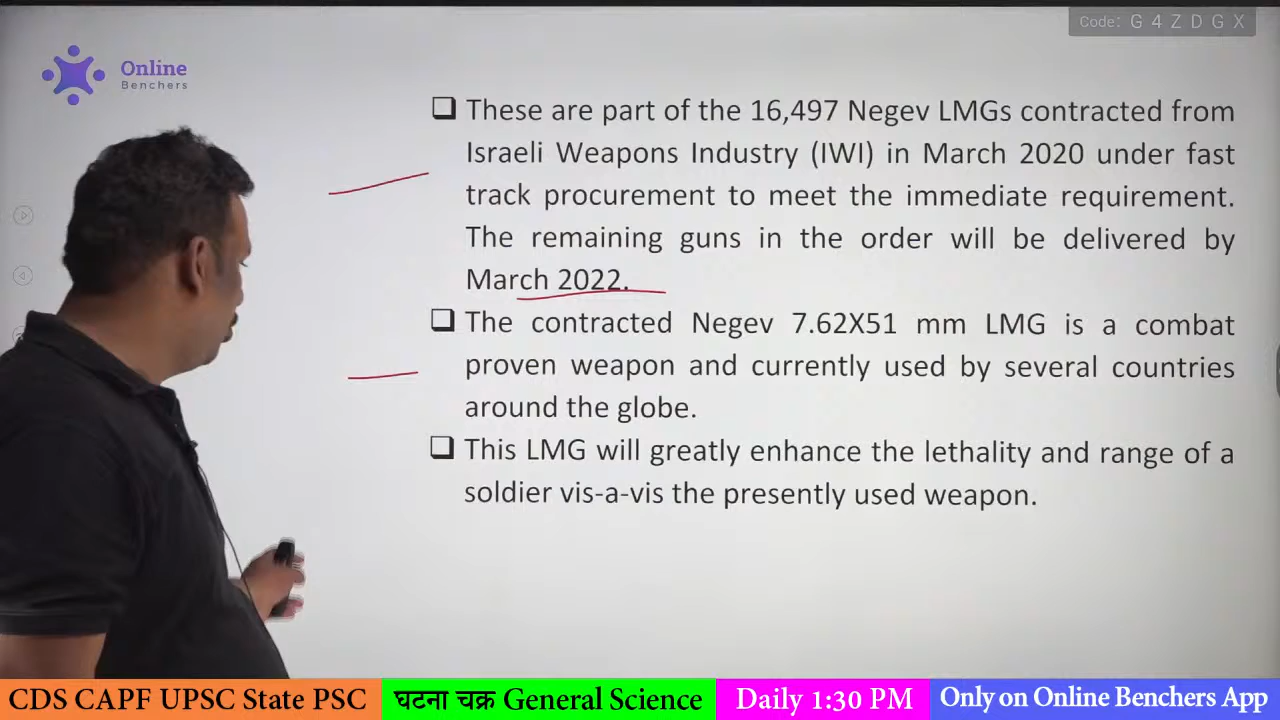 Code: G 4 Z D G X
Online
Benchers
These are part of the 16,497 Negev LMGs contracted from
Israeli Weapons Industry (IWI) in March 2020 under fast
track procurement to meet the immediate requirement.
The remaining guns in the order will be delivered by
March 2022.
The contracted Negev 7.62X51 mm LMG is a combat
proven weapon and currently used by several countries
around the globe.
This LMG will greatly enhance the lethality and range of a
soldier vis-a-vis the presently used weapon.
CDS CAPF UPSC State PSC
घटना चक्र General Science
Daily 1:30 PM
Only on Online Benchers App